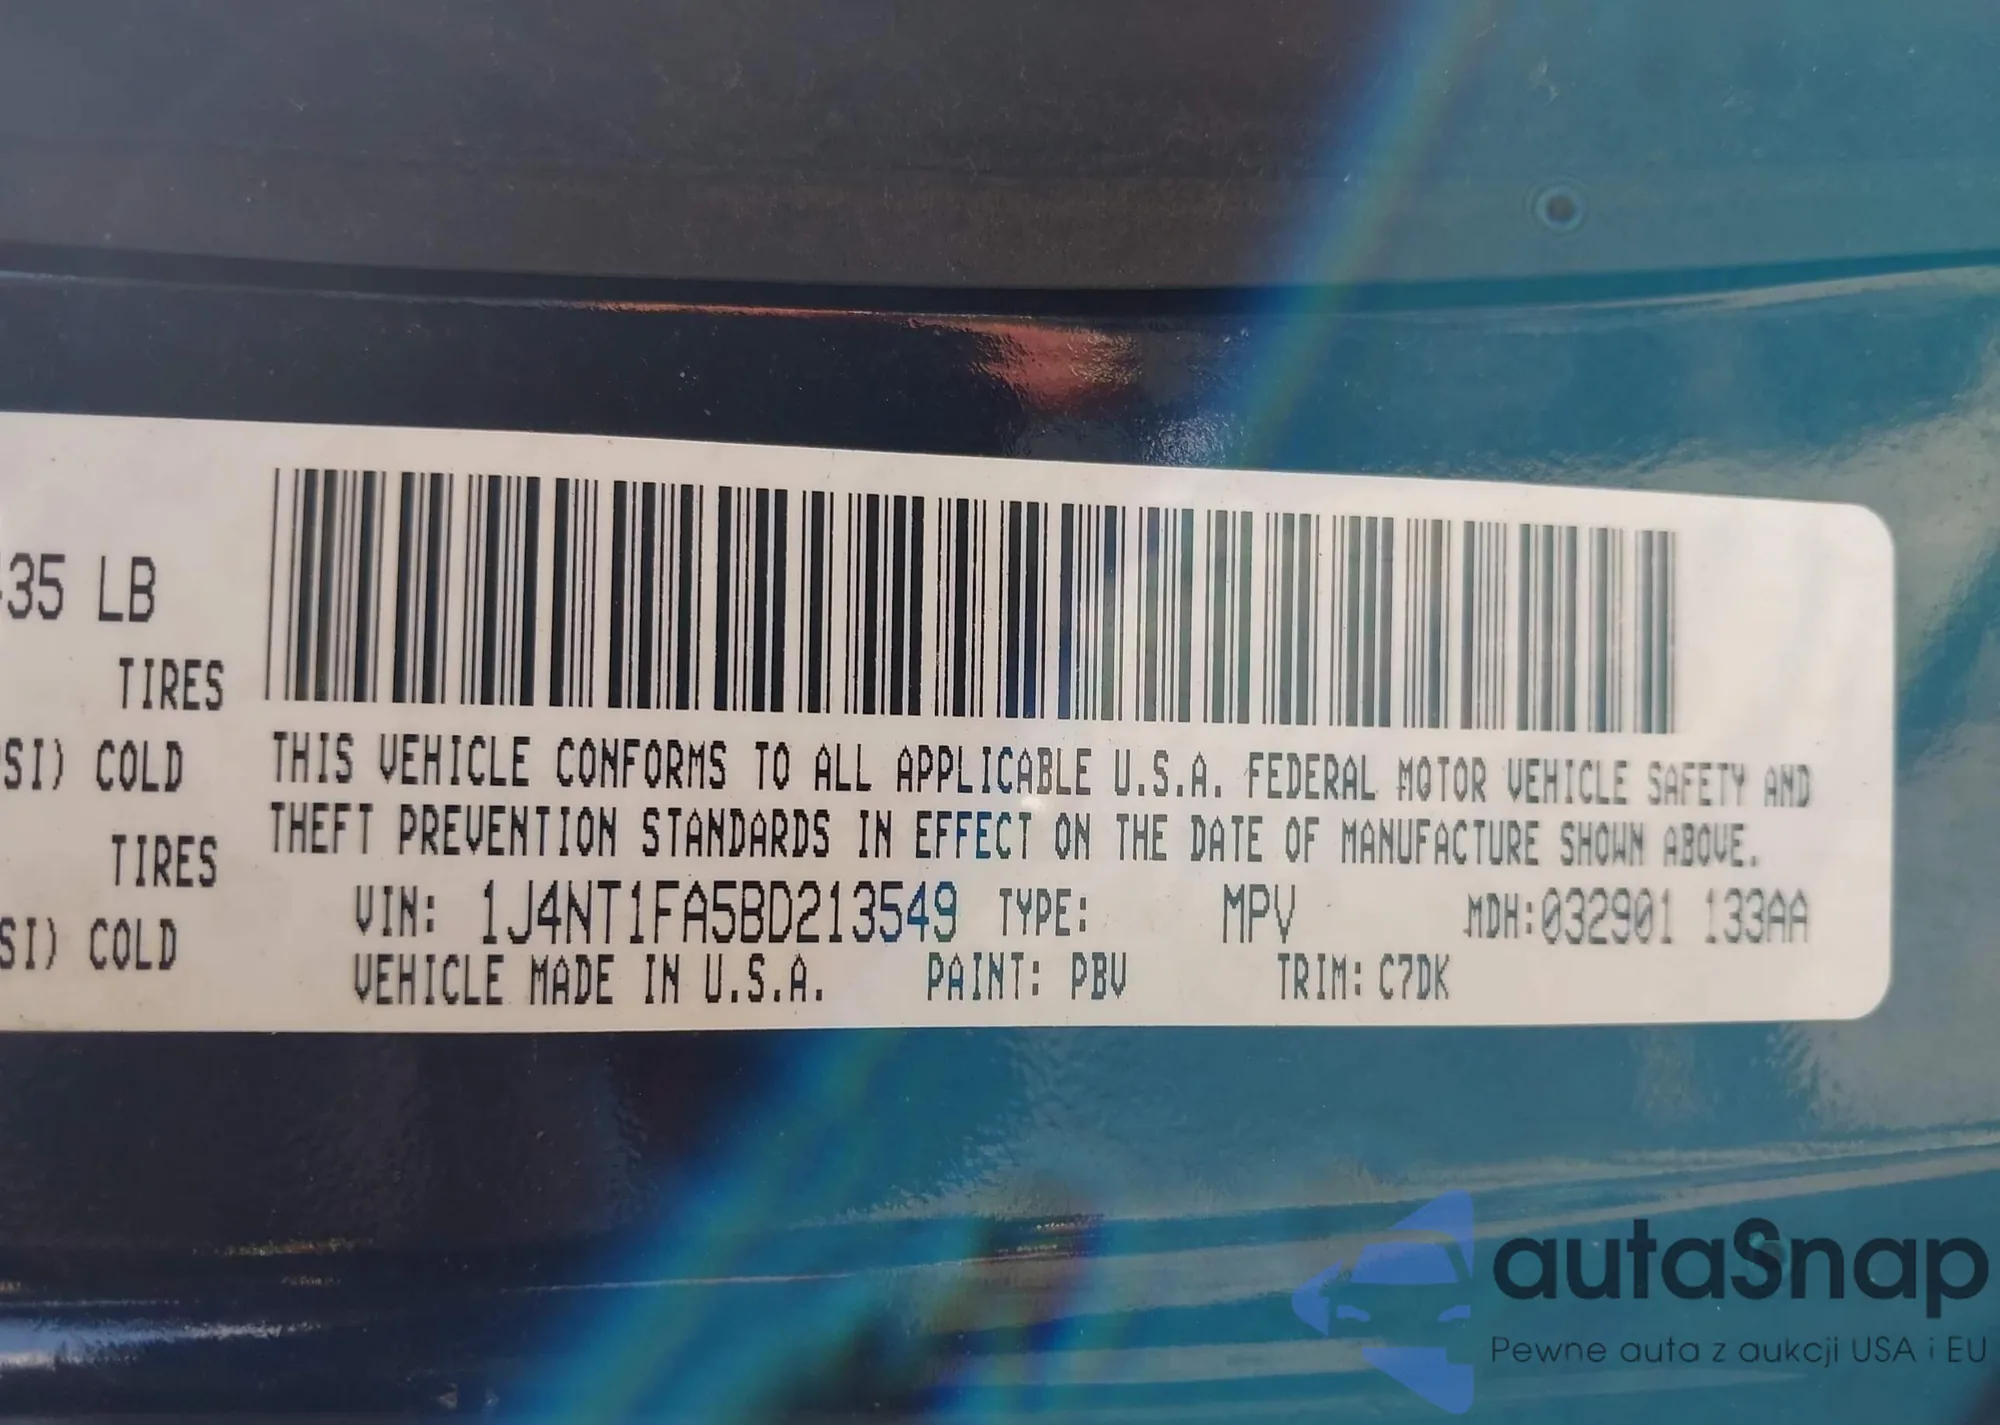 35 LB
TIRES
SI) COLD
TIRES
SI) COLD
THIS VEHICLE CONFORMS TO ALL APPLICABLE U.S.A. FEDERAL MOTOR VEHICLE SAFETY AND
THEFT PREVENTION STANDARDS IN EFFECT ON THE DATE OF MANUFACTURE SHOWN ABOVE.
VIN: 1J4NT1FA5BD213549 TYPE: MPV MDH:032901 133AA
VEHICLE MADE IN U.S.A. PAINT: PBV TRIM: C7DK
autaSnap
Pewne auta z aukcji USA i EU